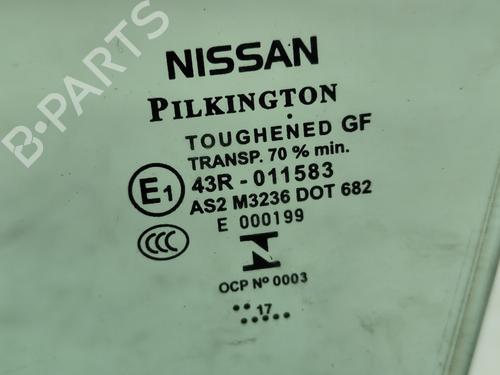 B-PARTS
NISSAN
PILKINGTON
TOUGHENED GF
TRANSP. 70 % min.
E1
43R - 011583
AS2 M3236 DOT 682
E 000199
CCC
N
OCP Nº 0003
17